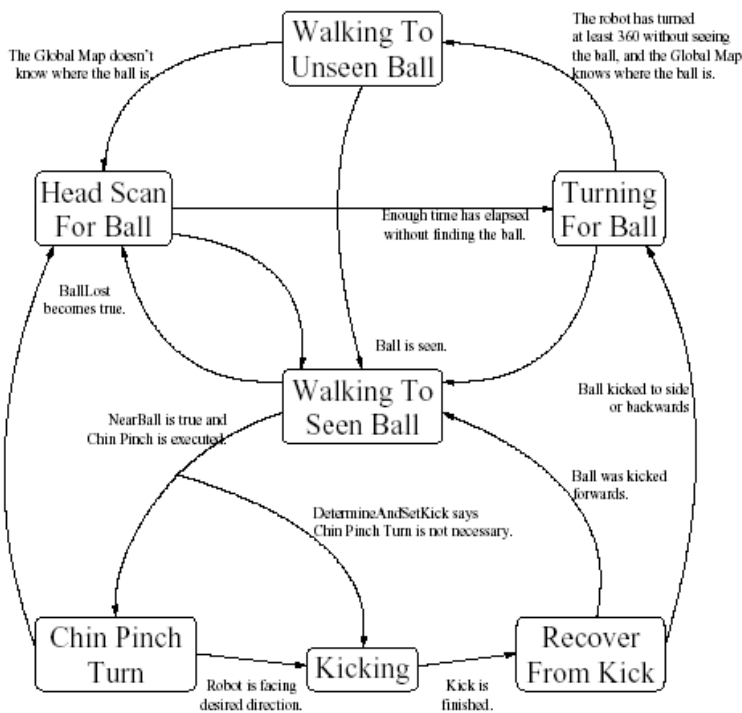 Walking To
Unseen Ball
The Global Map doesn't
know where the ball is.
The robot has turned
at least 360 without seeing
the ball, and the Global Map
knows where the ball is.
Head Scan
For Ball
Turning
For Ball
Enough time has elapsed
without finding the ball.
BallLost
becomes true.
Ball is seen.
Walking To
Seen Ball
Ball kicked to side
or backwards
NearBall is true and
Chin Pinch is executed.
Ball was kicked
forwards.
DetermineAndSetKick says
Chin Pinch Turn is not necessary.
Chin Pinch
Turn
Kicking
Recover
From Kick
Robot is facing
desired direction.
Kick is
finished.